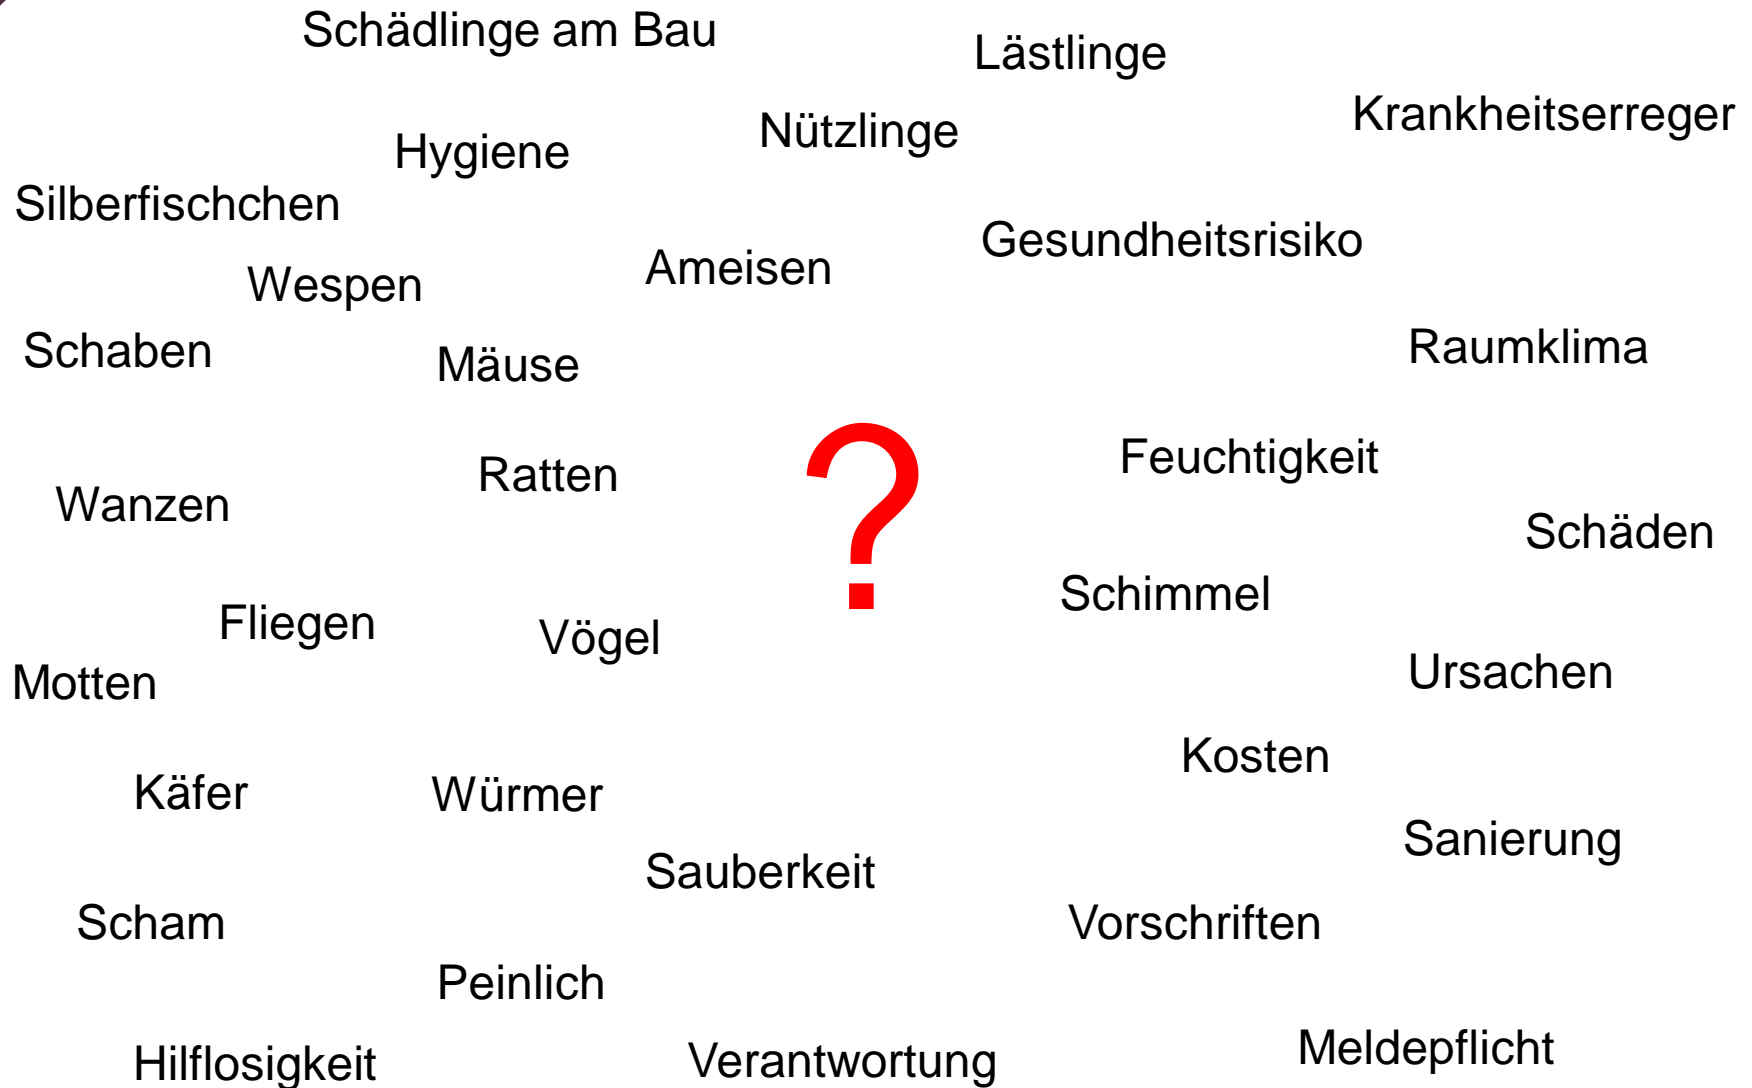 Schädlinge am Bau
Lästlinge
Krankheitserreger
Nützlinge
Hygiene
Silberfischchen
Gesundheitsrisiko
Ameisen
Wespen
Raumklima
Schaben
Mäuse
Feuchtigkeit
Ratten
Wanzen
?
Schäden
Schimmel
Fliegen
Vögel
Ursachen
Motten
Kosten
Käfer
Würmer
Sanierung
Sauberkeit
Scham
Vorschriften
Peinlich
Meldepflicht
Verantwortung
Hilflosigkeit